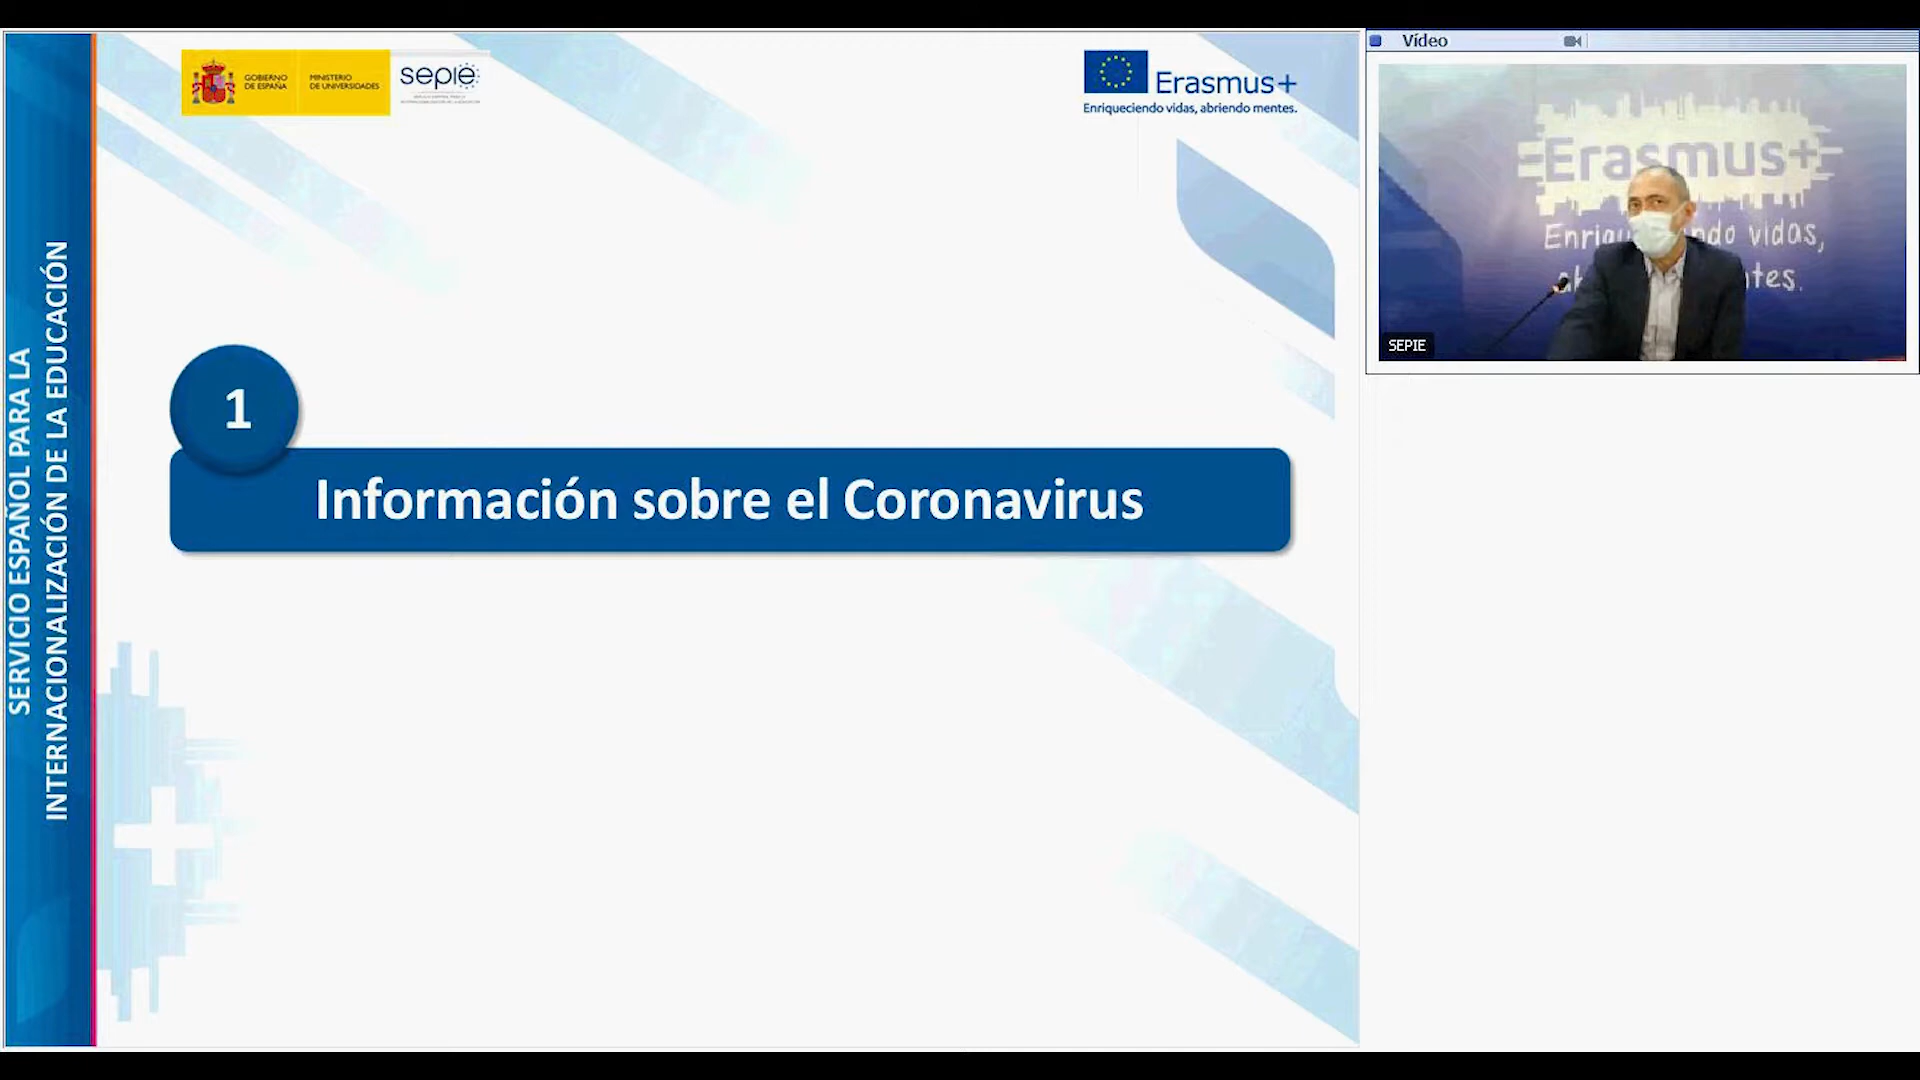 SERVICIO ESPAÑOL PARA LA
INTERNACIONALIZACIÓN DE LA EDUCACIÓN
GOBIERNO
DE ESPAÑA
MINISTERIO
DE UNIVERSIDADES
sepie
Erasmus+
Enriqueciendo vidas, abriendo mentes.
1
Información sobre el Coronavirus
Vídeo
Erasmus+
vidas,
SEPIE